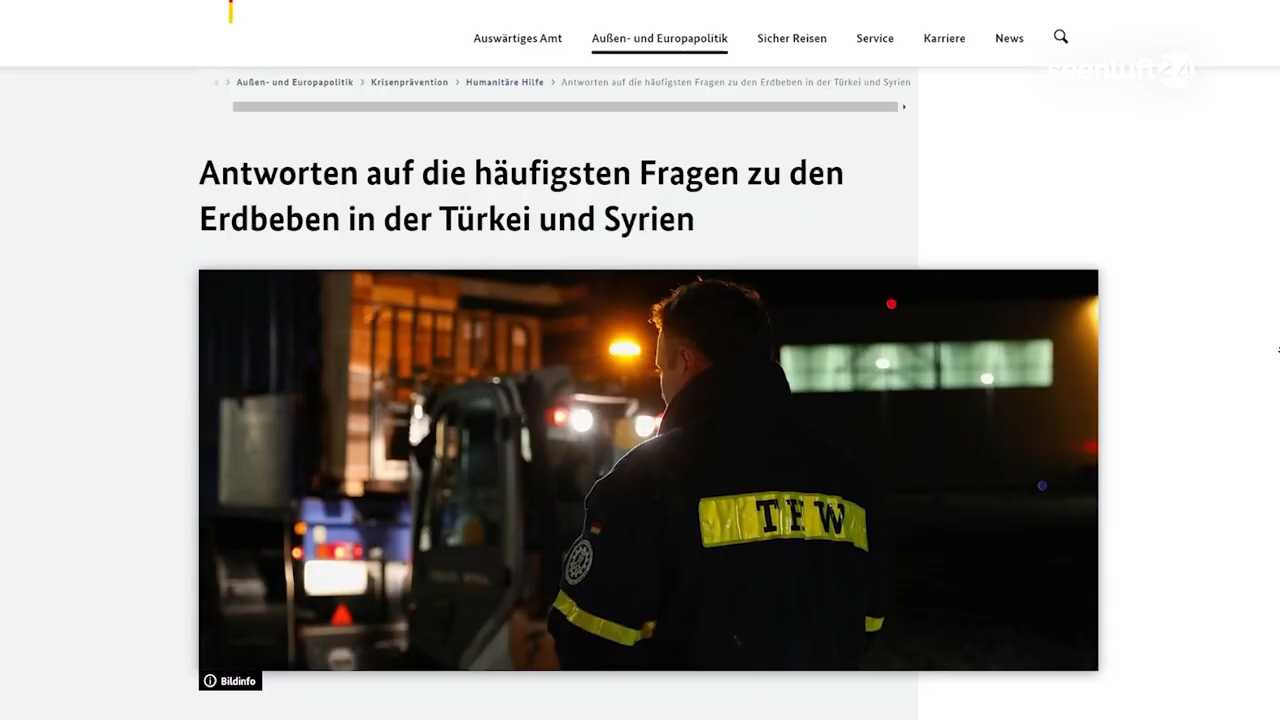 Auswärtiges Amt
Außen- und Europapolitik
Sicher Reisen
Service
Karriere
News
seenluft24
Außen- und Europapolitik > Krisenprävention > Humanitäre Hilfe > Antworten auf die häufigsten Fragen zu den Erdbeben in der Türkei und Syrien
Antworten auf die häufigsten Fragen zu den
Erdbeben in der Türkei und Syrien
THW
Bildinfo